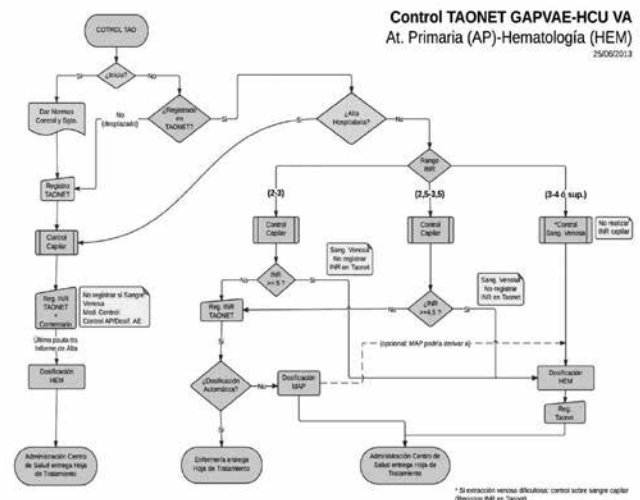 Control TAONET GAPVAE-HCU VA
At. Primaria (AP)-Hematología (HEM)
25/06/2013
COTROL TAO
¿Inicio?
Si
No
Dar Normas
Control y Sgto.
No
(desplazado)
¿Registrado
en
TAONET?
Si
¿Alta
Hospitalaria?
Si
No
Registro
TAONET
Rango
INR
(2-3)
(2,5-3,5)
(3-4 ó sup.)
Control
Capilar
Control
Capilar
Control
Capilar
*Control
Sang. Venosa
No realizar
INR capilar
Sang. Venosa
No registrar
INR en Taonet
Sang. Venosa
No registrar
INR en Taonet
INR
>= 5 ?
No
Si
¿INR
>=4,5 ?
No
Si
Reg. INR
TAONET
+
Comentario
No registrar si Sangre
Venosa
Mod. Control:
Control AP/Dosif. AE
Reg. INR
TAONET
Última pauta tto.
Informe de Alta
Si
(opcional: MAP podría derivar a)
Dosificación
HEM
¿Dosificación
Automática?
No
Dosificación
MAP
Dosificación
HEM
Si
Reg.
Taonet
Administración Centro
de Salud entrega Hoja
de Tratamiento
Enfermería entrega
Hoja de Tratamiento
Administración Centro de
Salud entrega Hoja de
Tratamiento
* Si extracción venosa dificultosa: control sobre sangre capilar
(Registrar INR en Taonet)